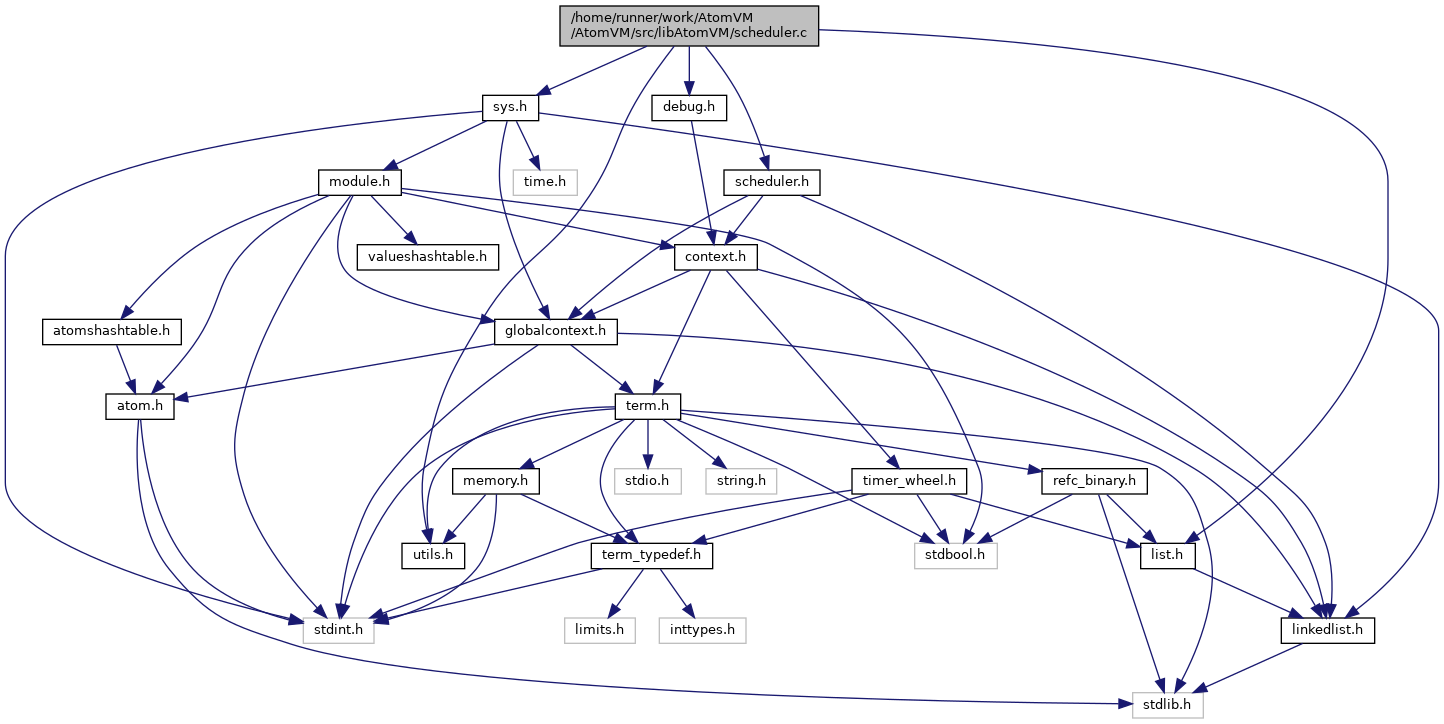 /home/runner/work/AtomVM
/AtomVM/src/libAtomVM/scheduler.c
sys.h
debug.h
module.h
time.h
scheduler.h
valueshashtable.h
context.h
atomshashtable.h
globalcontext.h
atom.h
term.h
memory.h
stdio.h
string.h
timer_wheel.h
refc_binary.h
utils.h
term_typedef.h
stdbool.h
list.h
stdint.h
limits.h
inttypes.h
linkedlist.h
stdlib.h